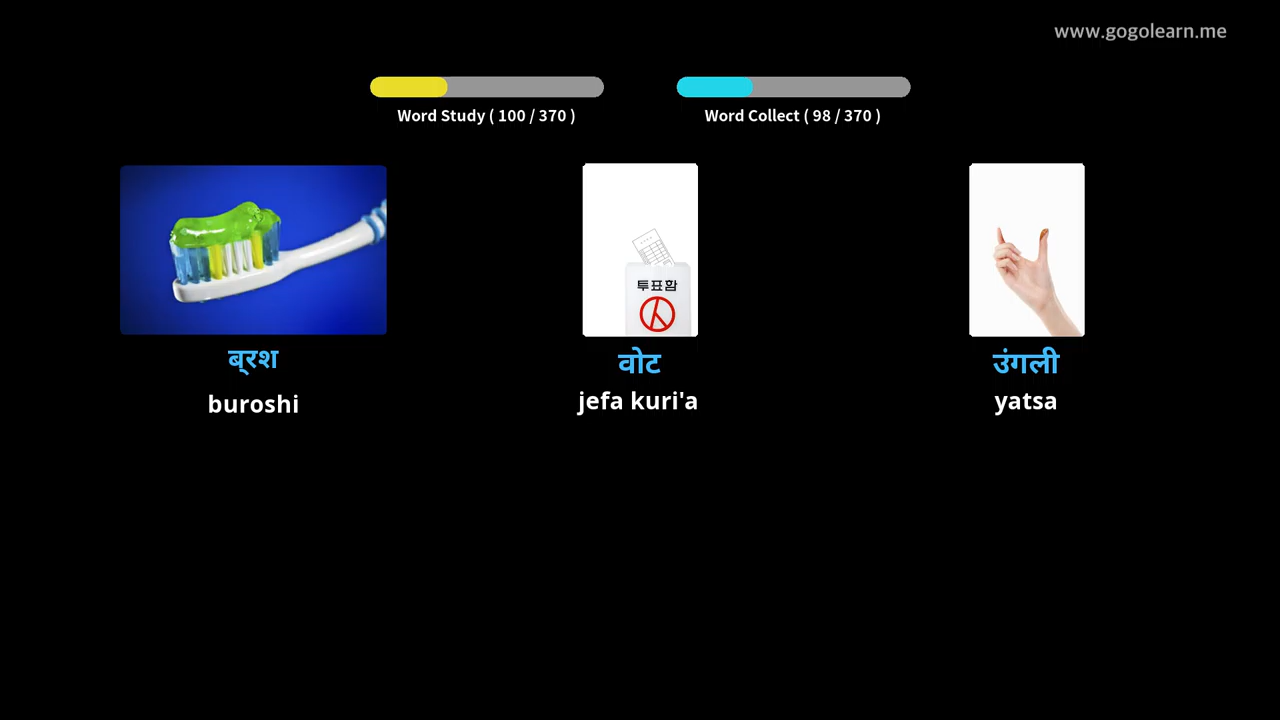 www.gogolearn.me
Word Study ( 100 / 370 )
Word Collect ( 98 / 370 )
투표함
ब्रश
वोट
उंगली
buroshi
jefa kuri'a
yatsa